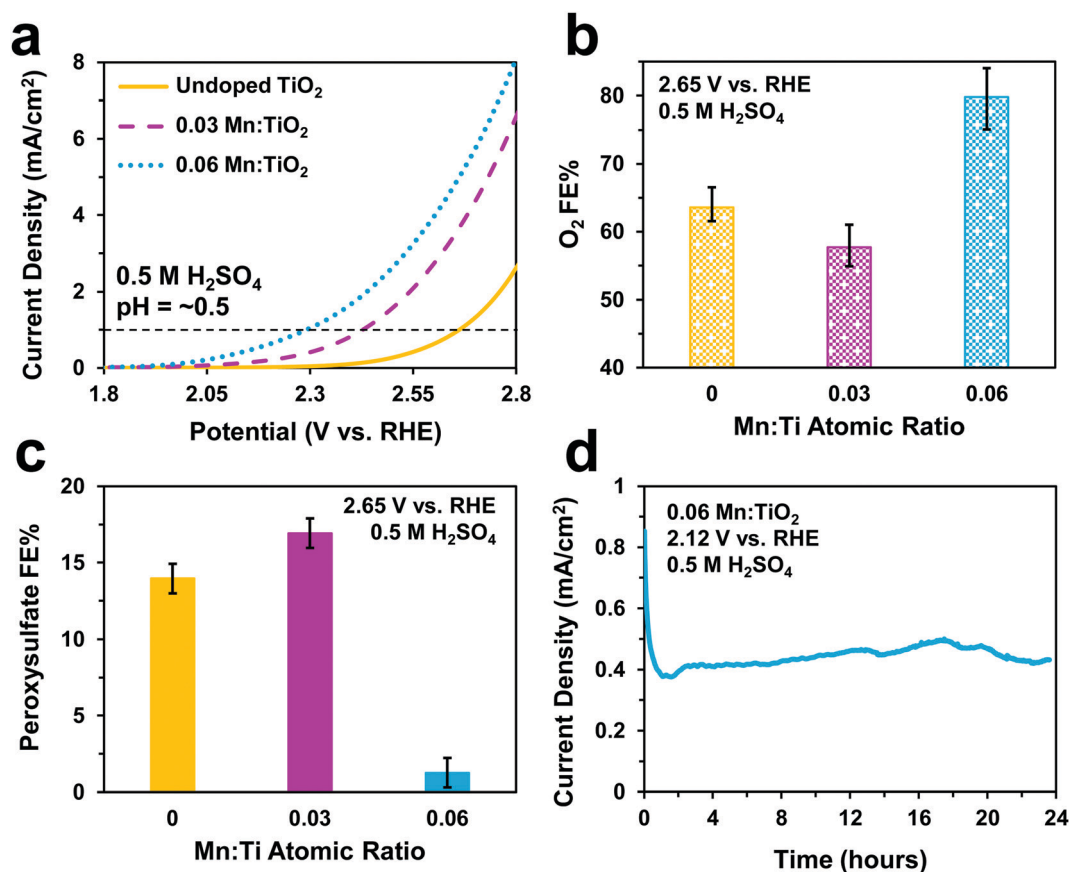 a
Current Density (mA/cm²)
8
6
4
2
0
Undoped TiO₂
0.03 Mn:TiO₂
0.06 Mn:TiO₂
0.5 M H₂SO₄
pH = ~0.5
1.8 2.05 2.3 2.55 2.8
Potential (V vs. RHE)
b
O₂ FE%
80
70
60
50
40
2.65 V vs. RHE
0.5 M H₂SO₄
0 0.03 0.06
Mn:Ti Atomic Ratio
c
Peroxysulfate FE%
20
15
10
5
0
2.65 V vs. RHE
0.5 M H₂SO₄
0 0.03 0.06
Mn:Ti Atomic Ratio
d
Current Density (mA/cm²)
1
0.8
0.6
0.4
0.2
0
0.06 Mn:TiO₂
2.12 V vs. RHE
0.5 M H₂SO₄
0 4 8 12 16 20 24
Time (hours)